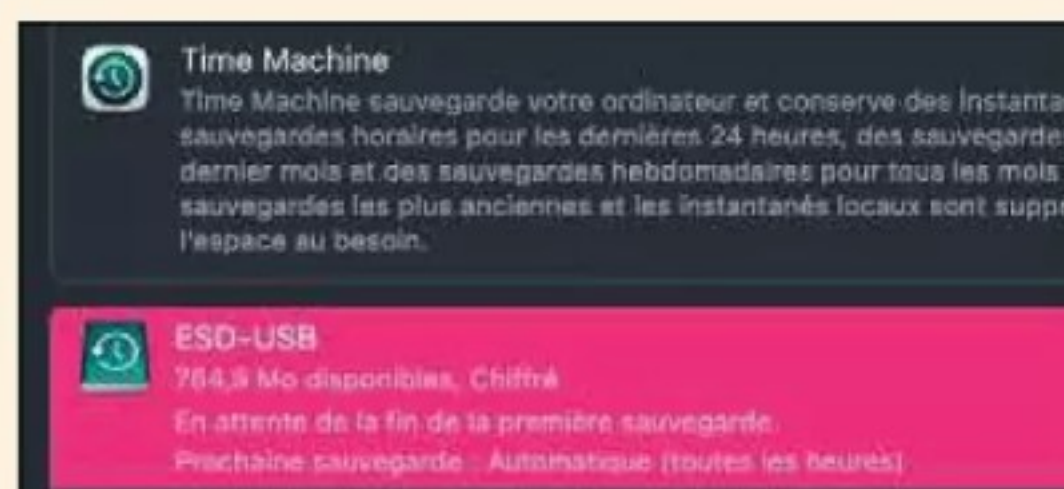 Time Machine
Time Machine sauvegarde votre ordinateur et conserve des instanta
sauvegardes horaires pour les dernières 24 heures, des sauvegarde
dernier mois et des sauvegardes hebdomadaires pour tous les mois
sauvegardes les plus anciennes et les instantanés locaux sont suppr
l'espace au besoin.
ESD-USB
764,9 Mo disponibles, Chiffré
En attente de la fin de la première sauvegarde.
Prochaine sauvegarde : Automatique (toutes les heures)